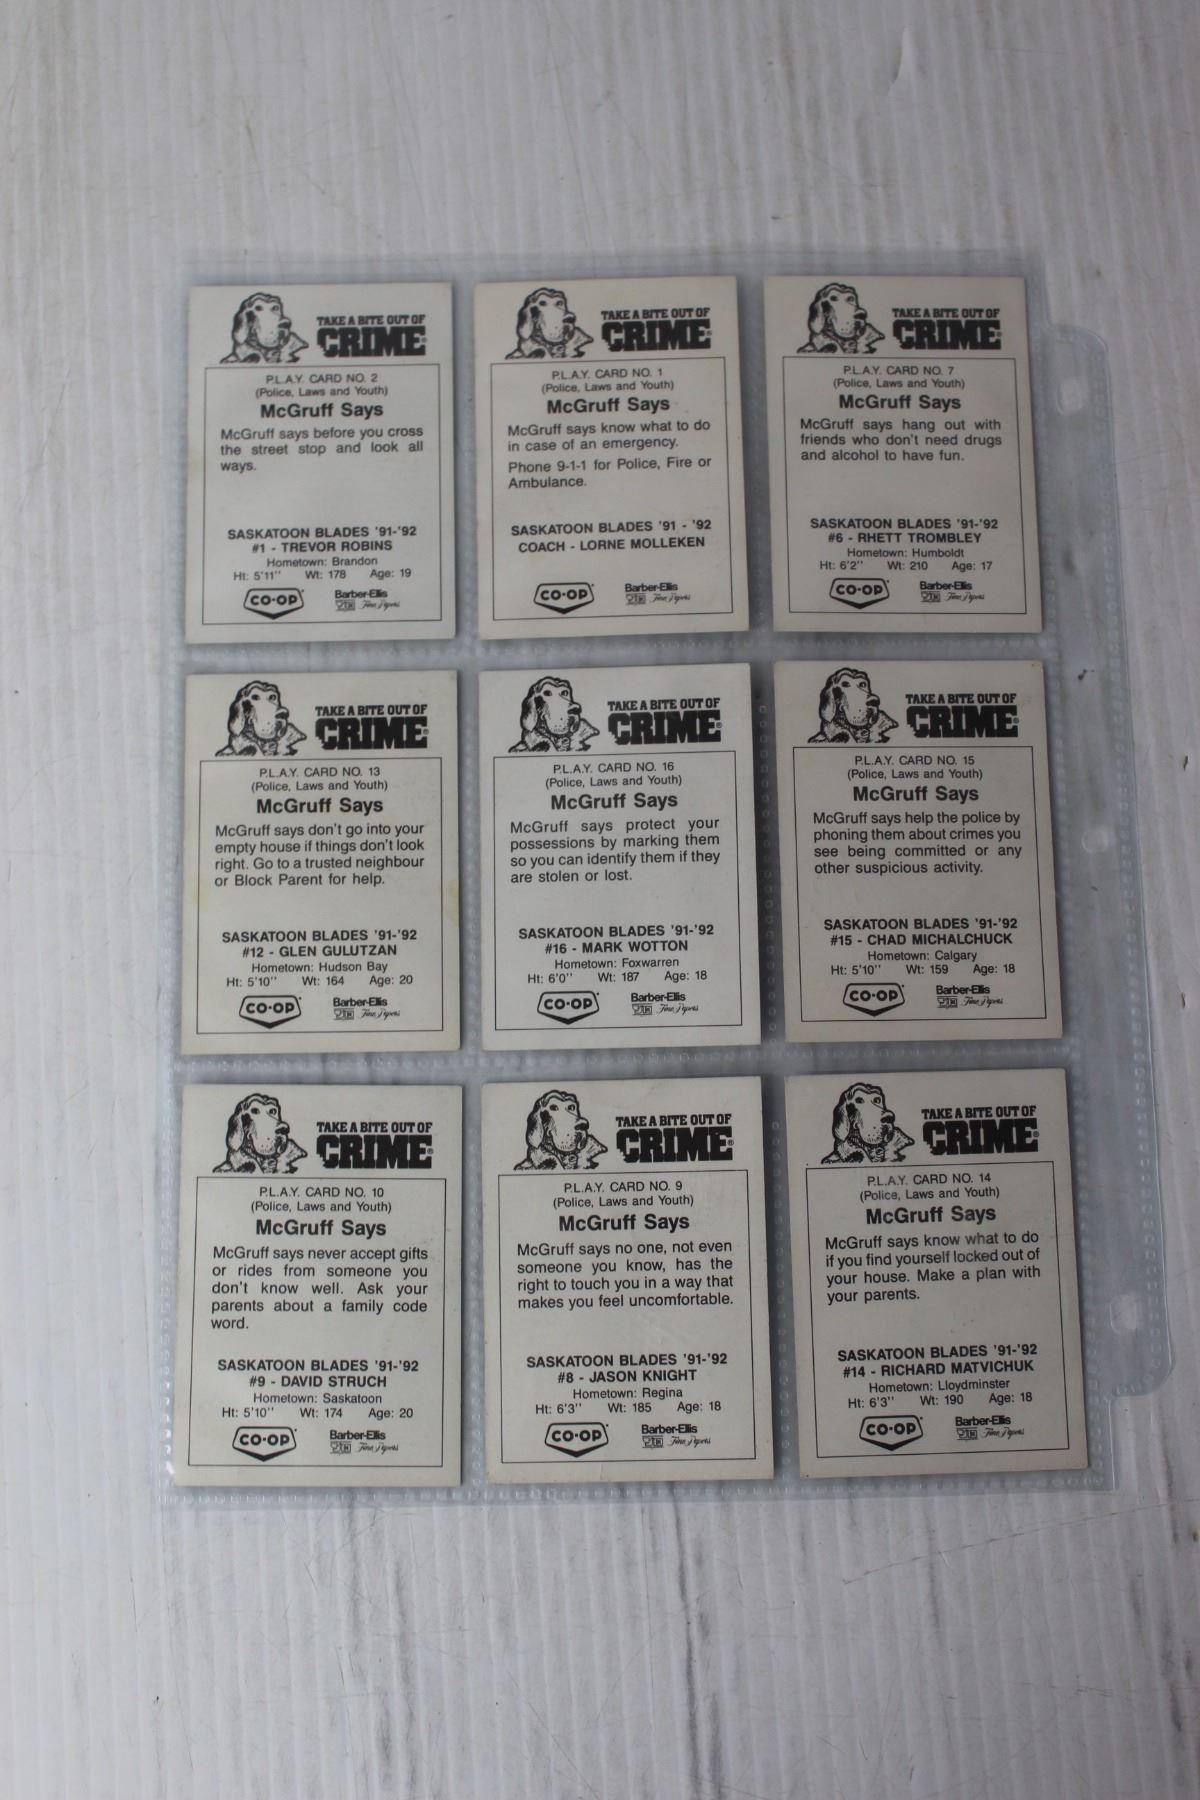 TAKE A BITE OUT OF
CRIME®
P.L.A.Y. CARD NO. 2
(Police, Laws and Youth)
McGruff Says
McGruff says before you cross
the street stop and look all
ways.
SASKATOON BLADES '91-'92
#1 - TREVOR ROBINS
Hometown: Brandon
Ht: 5'11" Wt: 178 Age: 19
CO-OP
Barber-Ellis
Fine Papers
TAKE A BITE OUT OF
CRIME®
P.L.A.Y. CARD NO. 1
(Police, Laws and Youth)
McGruff Says
McGruff says know what to do
in case of an emergency.
Phone 9-1-1 for Police, Fire or
Ambulance.
SASKATOON BLADES '91 - '92
COACH - LORNE MOLLEKEN
CO-OP
Barber-Ellis
Fine Papers
TAKE A BITE OUT OF
CRIME®
P.L.A.Y. CARD NO. 7
(Police, Laws and Youth)
McGruff Says
McGruff says hang out with
friends who don't need drugs
and alcohol to have fun.
SASKATOON BLADES '91-'92
#6 - RHETT TROMBLEY
Hometown: Humboldt
Ht: 6'2" Wt: 210 Age: 17
CO-OP
Barber-Ellis
Fine Papers
TAKE A BITE OUT OF
CRIME®
P.L.A.Y. CARD NO. 13
(Police, Laws and Youth)
McGruff Says
McGruff says don't go into your
empty house if things don't look
right. Go to a trusted neighbour
or Block Parent for help.
SASKATOON BLADES '91-'92
#12 - GLEN GULUTZAN
Hometown: Hudson Bay
Ht: 5'10" Wt: 164 Age: 20
CO-OP
Barber-Ellis
Fine Papers
TAKE A BITE OUT OF
CRIME®
P.L.A.Y. CARD NO. 16
(Police, Laws and Youth)
McGruff Says
McGruff says protect your
possessions by marking them
so you can identify them if they
are stolen or lost.
SASKATOON BLADES '91-'92
#16 - MARK WOTTON
Hometown: Foxwarren
Ht: 6'0" Wt: 187 Age: 18
CO-OP
Barber-Ellis
Fine Papers
TAKE A BITE OUT OF
CRIME®
P.L.A.Y. CARD NO. 15
(Police, Laws and Youth)
McGruff Says
McGruff says help the police by
phoning them about crimes you
see being committed or any
other suspicious activity.
SASKATOON BLADES '91-'92
#15 - CHAD MICHALCHUCK
Hometown: Calgary
Ht: 5'10" Wt: 159 Age: 18
CO-OP
Barber-Ellis
Fine Papers
TAKE A BITE OUT OF
CRIME®
P.L.A.Y. CARD NO. 10
(Police, Laws and Youth)
McGruff Says
McGruff says never accept gifts
or rides from someone you
don't know well. Ask your
parents about a family code
word.
SASKATOON BLADES '91-'92
#9 - DAVID STRUCH
Hometown: Saskatoon
Ht: 5'10" Wt: 174 Age: 20
CO-OP
Barber-Ellis
Fine Papers
TAKE A BITE OUT OF
CRIME®
P.L.A.Y. CARD NO. 9
(Police, Laws and Youth)
McGruff Says
McGruff says no one, not even
someone you know, has the
right to touch you in a way that
makes you feel uncomfortable.
SASKATOON BLADES '91-'92
#8 - JASON KNIGHT
Hometown: Regina
Ht: 6'3" Wt: 185 Age: 18
CO-OP
Barber-Ellis
Fine Papers
TAKE A BITE OUT OF
CRIME®
P.L.A.Y. CARD NO. 14
(Police, Laws and Youth)
McGruff Says
McGruff says know what to do
if you find yourself locked out of
your house. Make a plan with
your parents.
SASKATOON BLADES '91-'92
#14 - RICHARD MATVICHUK
Hometown: Lloydminster
Ht: 6'3" Wt: 190 Age: 18
CO-OP
Barber-Ellis
Fine Papers